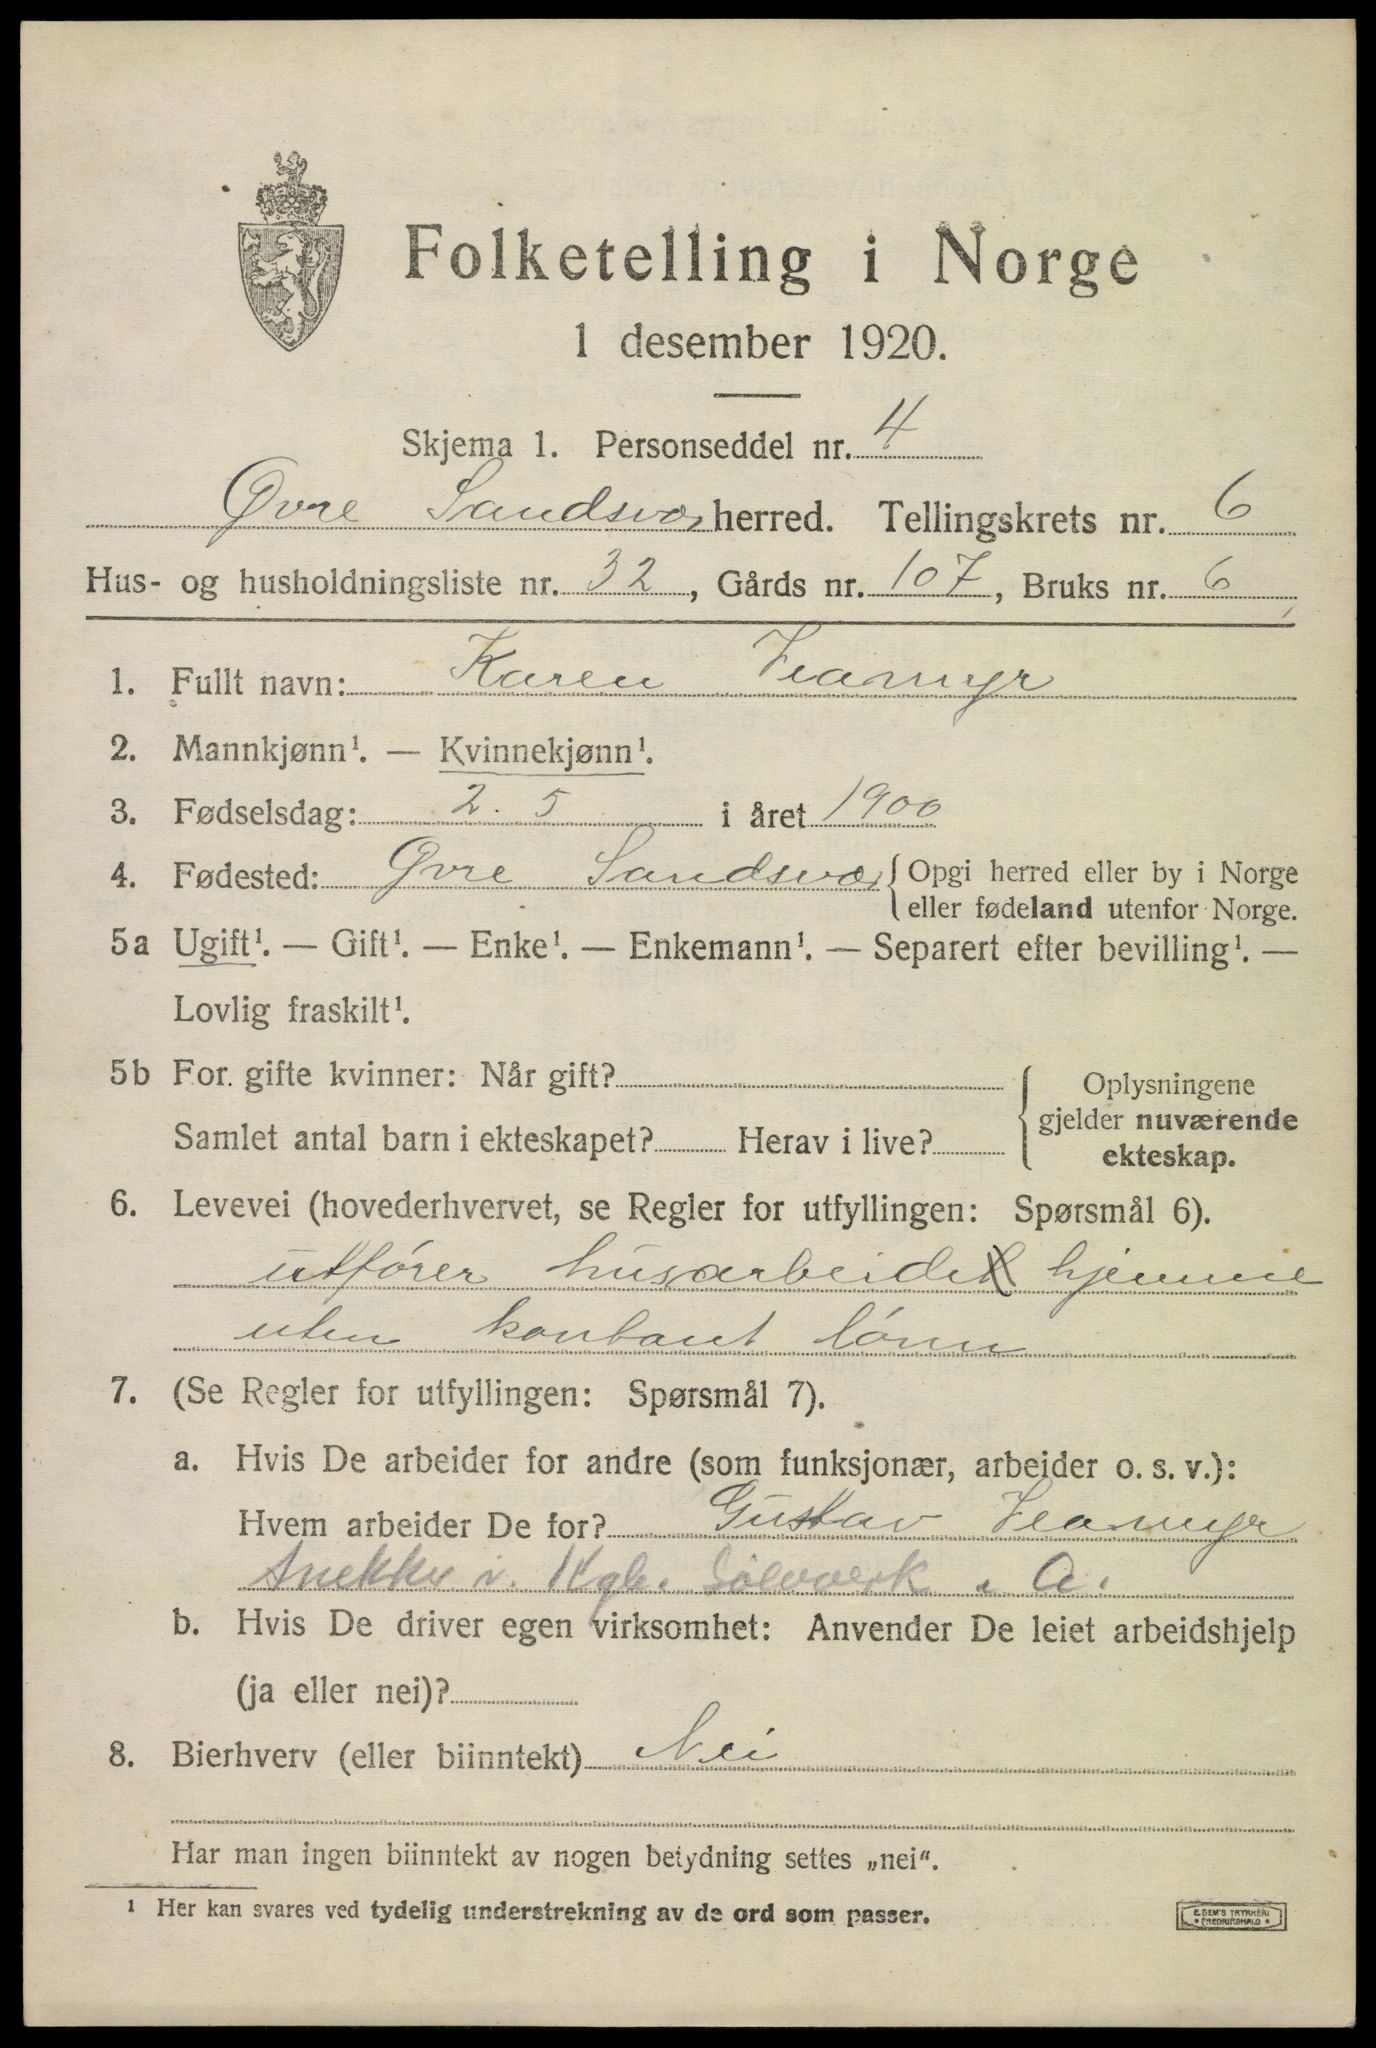 Folketelling i Norge
1 desember 1920.
Skjema 1. Personseddel nr. 4
Øvre Sandsvær herred. Tellingskrets nr. 6
Hus- og husholdningsliste nr. 32, Gårds nr. 107, Bruks nr. 6
1. Fullt navn: Karen Veamyr
2. Mannkjønn¹. — Kvinnekjønn¹.
3. Fødselsdag: 2. 5 i året 1900
4. Fødested: Øvre Sandsvær { Opgi herred eller by i Norge
eller fødeland utenfor Norge.
5a Ugift¹. — Gift¹. — Enke¹. — Enkemann¹. — Separert efter bevilling¹. —
Lovlig fraskilt¹.
5b For gifte kvinner: Når gift?
Samlet antal barn i ekteskapet? Herav i live?
Oplysningene
gjelder nuværende
ekteskap.
6. Levevei (hovederhvervet, se Regler for utfyllingen: Spørsmål 6).
utfører husarbeide hjemme
uten kontant lønn
7. (Se Regler for utfyllingen: Spørsmål 7).
a. Hvis De arbeider for andre (som funksjonær, arbeider o. s. v.):
Hvem arbeider De for? Gustav Veamyr
Snekker v. Kgb. Sølvverk A.
b. Hvis De driver egen virksomhet: Anvender De leiet arbeidshjelp
(ja eller nei)?
8. Bierhverv (eller biinntekt) Nei
Har man ingen biinntekt av nogen betydning settes „nei".
¹ Her kan svares ved tydelig understrekning av de ord som passer.
E. SEM'S TRYKKERI
FREDRIKSHALD